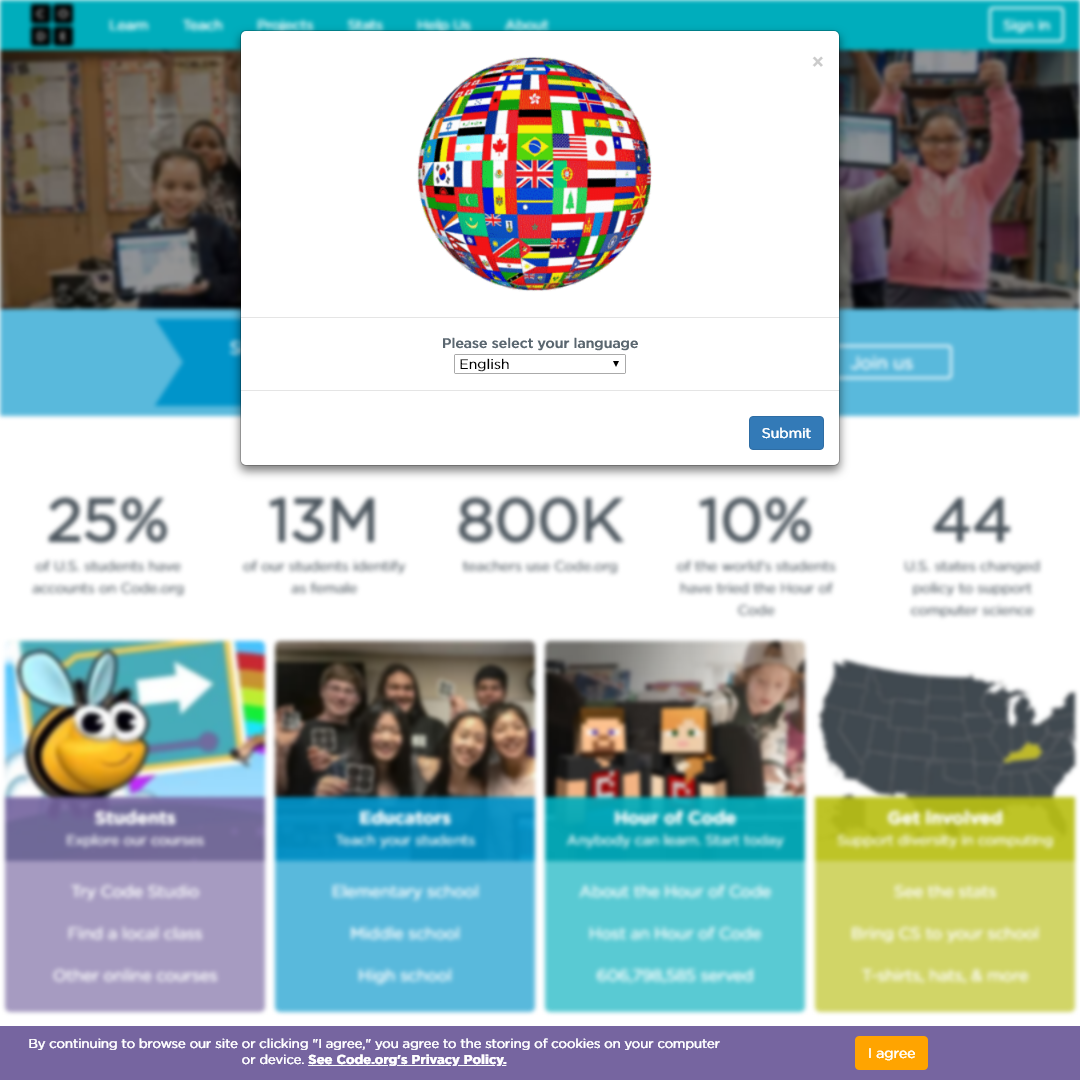 CODE
Learn
Teach
Projects
Stats
Help Us
About
Sign in
×
Please select your language
English
Submit
Join us
25%
of U.S. students have
accounts on Code.org
13M
of our students identify
as female
800K
teachers use Code.org
10%
of the world's students
have tried the Hour of
Code
44
U.S. states changed
policy to support
computer science
Students
Explore our courses
Try Code Studio
Find a local class
Other online courses
Educators
Teach your students
Elementary school
Middle school
High school
Hour of Code
Anybody can learn. Start today
About the Hour of Code
Host an Hour of Code
606,798,585 served
Get Involved
Support diversity in computing
See the stats
Bring CS to your school
T-shirts, hats, & more
By continuing to browse our site or clicking "I agree," you agree to the storing of cookies on your computer
or device. See Code.org's Privacy Policy.
I agree